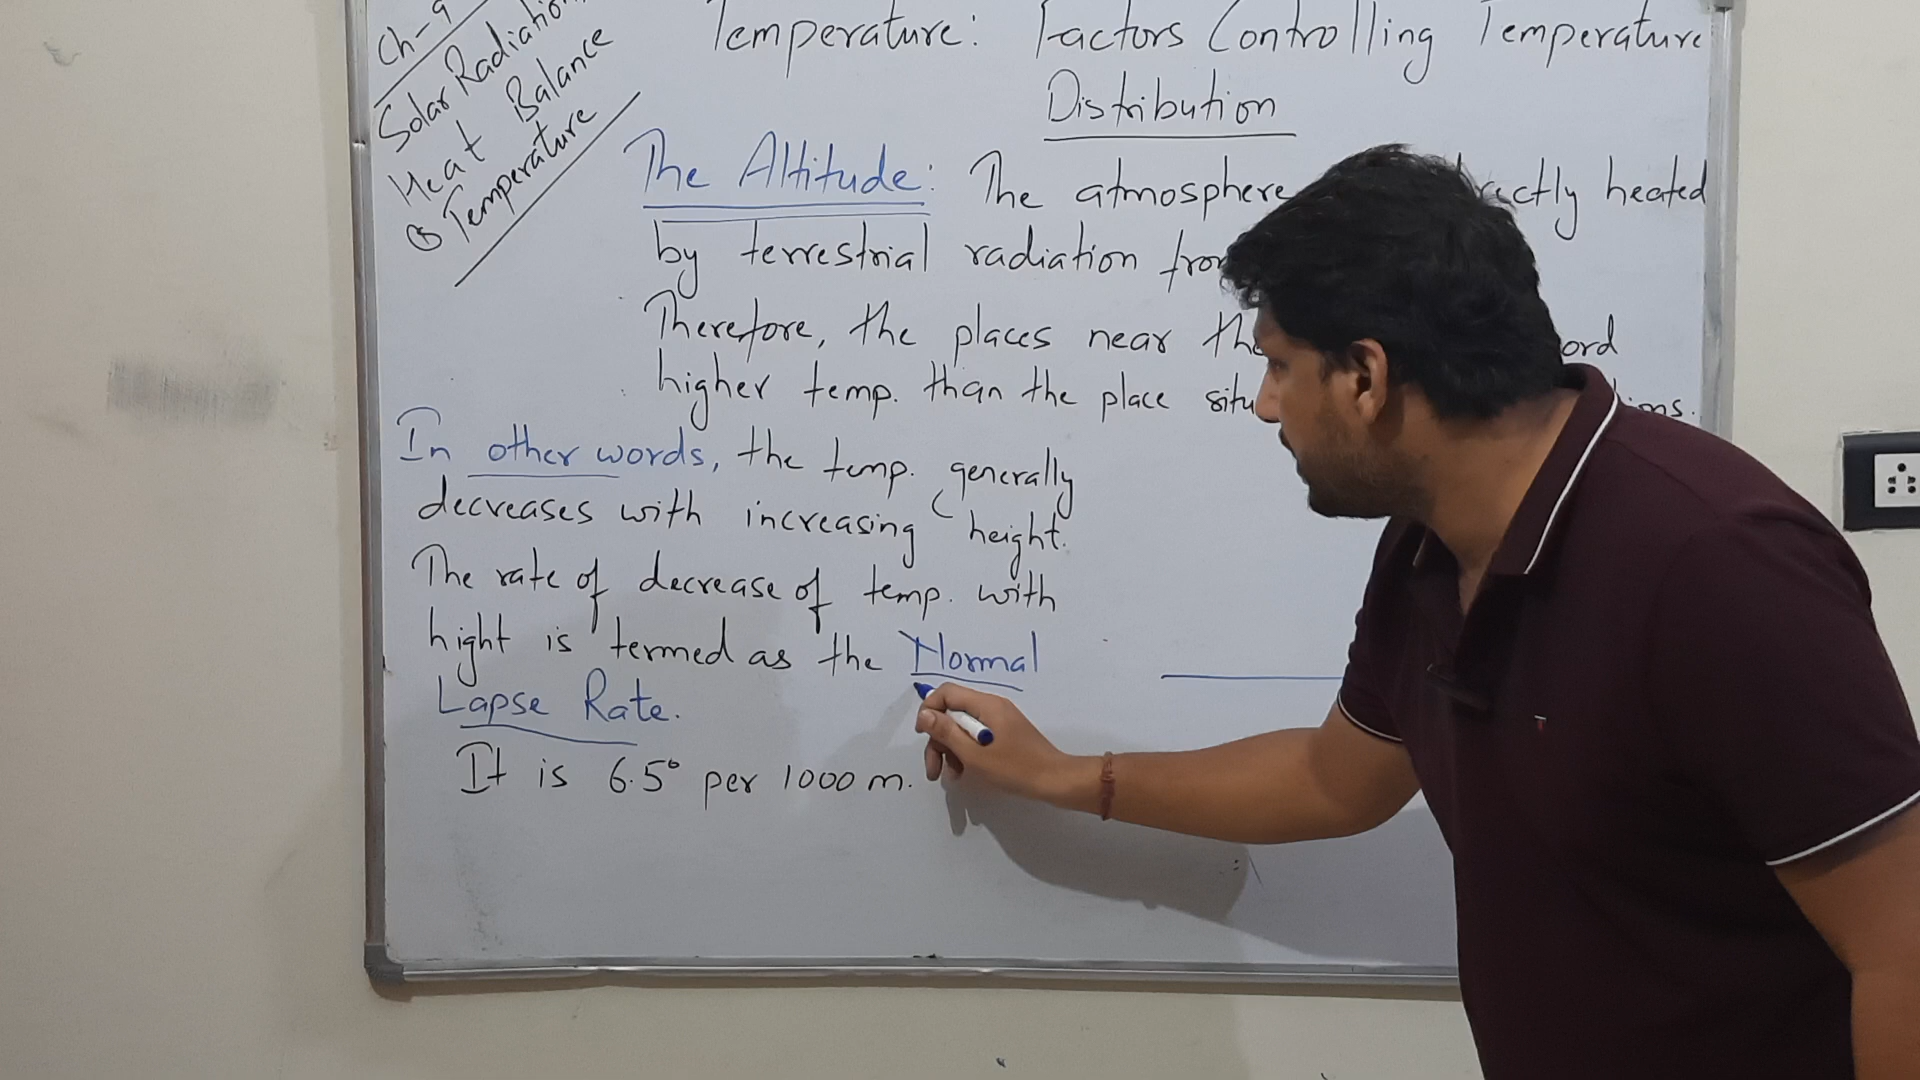 Ch-9
Solar Radiation,
Heat Balance
& Temperature
Temperature: Factors Controlling Temperature
Distribution
The Altitude: The atmosphere heated
by terrestrial radiation
Therefore, the places near
higher temp. than the place
In other words, the temp. generally
decreases with increasing height.
The rate of decrease of temp. with
hight is termed as the Normal
Lapse Rate.
It is 6.5° per 1000 m.